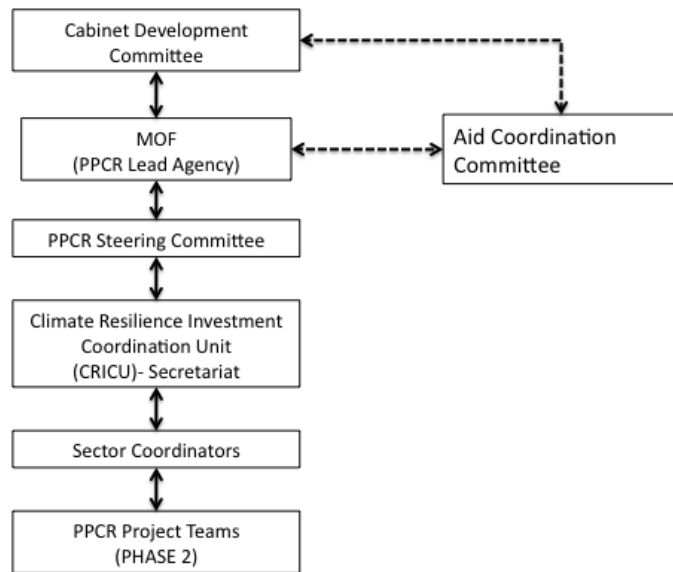 Cabinet Development
Committee
MOF
(PPCR Lead Agency)
Aid Coordination
Committee
PPCR Steering Committee
Climate Resilience Investment
Coordination Unit
(CRICU)- Secretariat
Sector Coordinators
PPCR Project Teams
(PHASE 2)